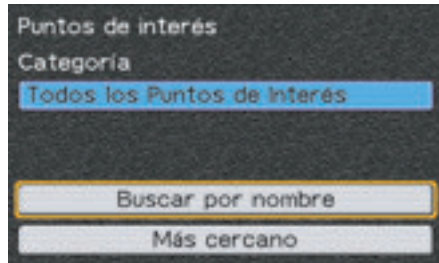 Puntos de interés
Categoría
Todos los Puntos de Interés
Buscar por nombre
Más cercano